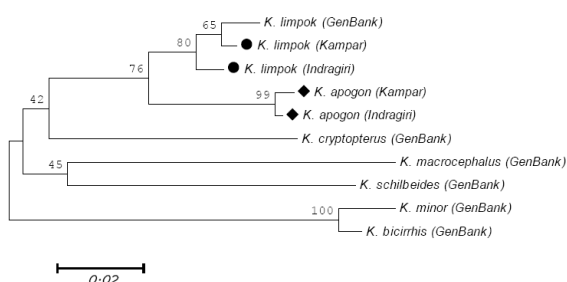 65 K. limpok (GenBank)
80 K. limpok (Kampar)
76 K. limpok (Indragiri)
99 K. apogon (Kampar)
42 K. apogon (Indragiri)
K. cryptopterus (GenBank)
45 K. macrocephalus (GenBank)
K. schilbeides (GenBank)
100 K. minor (GenBank)
K. bicirrhis (GenBank)
0:02